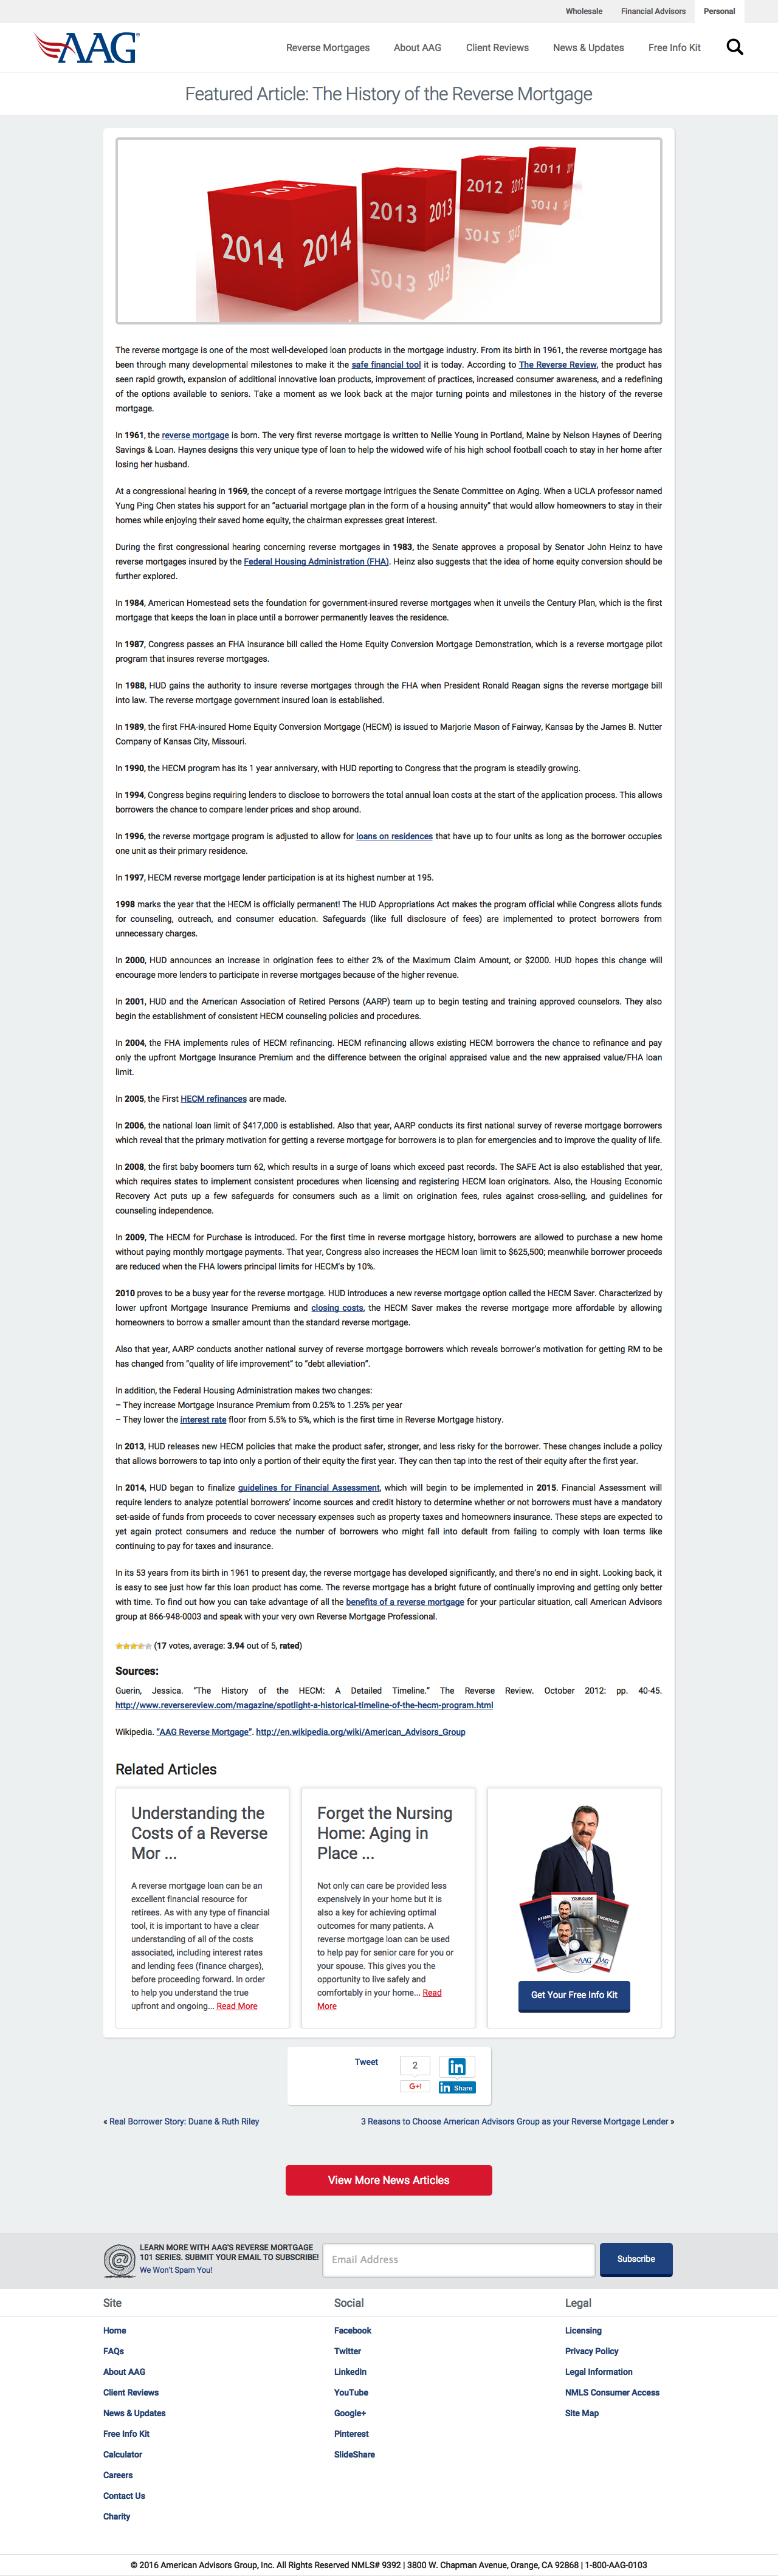 Wholesale Financial Advisors Personal
AAG
Reverse Mortgages About AAG Client Reviews News & Updates Free Info Kit
Featured Article: The History of the Reverse Mortgage
2014 2014 2014 2013 2013 2012 2012 2011
2013 2012 2011
The reverse mortgage is one of the most well-developed loan products in the mortgage industry. From its birth in 1961, the reverse mortgage has
been through many developmental milestones to make it the safe financial tool it is today. According to The Reverse Review, the product has
seen rapid growth, expansion of additional innovative loan products, improvement of practices, increased consumer awareness, and a redefining
of the options available to seniors. Take a moment as we look back at the major turning points and milestones in the history of the reverse
mortgage.
In 1961, the reverse mortgage is born. The very first reverse mortgage is written to Nellie Young in Portland, Maine by Nelson Haynes of Deering
Savings & Loan. Haynes designs this very unique type of loan to help the widowed wife of his high school football coach to stay in her home after
losing her husband.
At a congressional hearing in 1969, the concept of a reverse mortgage intrigues the Senate Committee on Aging. When a UCLA professor named
Yung Ping Chen states his support for an “actuarial mortgage plan in the form of a housing annuity” that would allow homeowners to stay in their
homes while enjoying their saved home equity, the chairman expresses great interest.
During the first congressional hearing concerning reverse mortgages in 1983, the Senate approves a proposal by Senator John Heinz to have
reverse mortgages insured by the Federal Housing Administration (FHA). Heinz also suggests that the idea of home equity conversion should be
further explored.
In 1984, American Homestead sets the foundation for government-insured reverse mortgages when it unveils the Century Plan, which is the first
mortgage that keeps the loan in place until a borrower permanently leaves the residence.
In 1987, Congress passes an FHA insurance bill called the Home Equity Conversion Mortgage Demonstration, which is a reverse mortgage pilot
program that insures reverse mortgages.
In 1988, HUD gains the authority to insure reverse mortgages through the FHA when President Ronald Reagan signs the reverse mortgage bill
into law. The reverse mortgage government insured loan is established.
In 1989, the first FHA-insured Home Equity Conversion Mortgage (HECM) is issued to Marjorie Mason of Fairway, Kansas by the James B. Nutter
Company of Kansas City, Missouri.
In 1990, the HECM program has its 1 year anniversary, with HUD reporting to Congress that the program is steadily growing.
In 1994, Congress begins requiring lenders to disclose to borrowers the total annual loan costs at the start of the application process. This allows
borrowers the chance to compare lender prices and shop around.
In 1996, the reverse mortgage program is adjusted to allow for loans on residences that have up to four units as long as the borrower occupies
one unit as their primary residence.
In 1997, HECM reverse mortgage lender participation is at its highest number at 195.
1998 marks the year that the HECM is officially permanent! The HUD Appropriations Act makes the program official while Congress allots funds
for counseling, outreach, and consumer education. Safeguards (like full disclosure of fees) are implemented to protect borrowers from
unnecessary charges.
In 2000, HUD announces an increase in origination fees to either 2% of the Maximum Claim Amount, or $2000. HUD hopes this change will
encourage more lenders to participate in reverse mortgages because of the higher revenue.
In 2001, HUD and the American Association of Retired Persons (AARP) team up to begin testing and training approved counselors. They also
begin the establishment of consistent HECM counseling policies and procedures.
In 2004, the FHA implements rules of HECM refinancing. HECM refinancing allows existing HECM borrowers the chance to refinance and pay
only the upfront Mortgage Insurance Premium and the difference between the original appraised value and the new appraised value/FHA loan
limit.
In 2005, the First HECM refinances are made.
In 2006, the national loan limit of $417,000 is established. Also that year, AARP conducts its first national survey of reverse mortgage borrowers
which reveal that the primary motivation for getting a reverse mortgage for borrowers is to plan for emergencies and to improve the quality of life.
In 2008, the first baby boomers turn 62, which results in a surge of loans which exceed past records. The SAFE Act is also established that year,
which requires states to implement consistent procedures when licensing and registering HECM loan originators. Also, the Housing Economic
Recovery Act puts up a few safeguards for consumers such as a limit on origination fees, rules against cross-selling, and guidelines for
counseling independence.
In 2009, The HECM for Purchase is introduced. For the first time in reverse mortgage history, borrowers are allowed to purchase a new home
without paying monthly mortgage payments. That year, Congress also increases the HECM loan limit to $625,500; meanwhile borrower proceeds
are reduced when the FHA lowers principal limits for HECM’s by 10%.
2010 proves to be a busy year for the reverse mortgage. HUD introduces a new reverse mortgage option called the HECM Saver. Characterized by
lower upfront Mortgage Insurance Premiums and closing costs, the HECM Saver makes the reverse mortgage more affordable by allowing
homeowners to borrow a smaller amount than the standard reverse mortgage.
Also that year, AARP conducts another national survey of reverse mortgage borrowers which reveals borrower’s motivation for getting RM to be
has changed from “quality of life improvement” to “debt alleviation”.
In addition, the Federal Housing Administration makes two changes:
– They increase Mortgage Insurance Premium from 0.25% to 1.25% per year
– They lower the interest rate floor from 5.5% to 5%, which is the first time in Reverse Mortgage history.
In 2013, HUD releases new HECM policies that make the product safer, stronger, and less risky for the borrower. These changes include a policy
that allows borrowers to tap into only a portion of their equity the first year. They can then tap into the rest of their equity after the first year.
In 2014, HUD began to finalize guidelines for Financial Assessment, which will begin to be implemented in 2015. Financial Assessment will
require lenders to analyze potential borrowers’ income sources and credit history to determine whether or not borrowers must have a mandatory
set-aside of funds from proceeds to cover necessary expenses such as property taxes and homeowners insurance. These steps are expected to
yet again protect consumers and reduce the number of borrowers who might fall into default from failing to comply with loan terms like
continuing to pay for taxes and insurance.
In its 53 years from its birth in 1961 to present day, the reverse mortgage has developed significantly, and there’s no end in sight. Looking back, it
is easy to see just how far this loan product has come. The reverse mortgage has a bright future of continually improving and getting only better
with time. To find out how you can take advantage of all the benefits of a reverse mortgage for your particular situation, call American Advisors
group at 866-948-0003 and speak with your very own Reverse Mortgage Professional.
(17 votes, average: 3.94 out of 5, rated)
Sources:
Guerin, Jessica. “The History of the HECM: A Detailed Timeline.” The Reverse Review. October 2012: pp. 40-45.
http://www.reversereview.com/magazine/spotlight-a-historical-timeline-of-the-hecm-program.html
Wikipedia. “AAG Reverse Mortgage”. http://en.wikipedia.org/wiki/American_Advisors_Group
Related Articles
Understanding the
Costs of a Reverse
Mor ...
A reverse mortgage loan can be an
excellent financial resource for
retirees. As with any type of financial
tool, it is important to have a clear
understanding of all of the costs
associated, including interest rates
and lending fees (finance charges),
before proceeding forward. In order
to help you understand the true
upfront and ongoing... Read More
Forget the Nursing
Home: Aging in
Place ...
Not only can care be provided less
expensively in your home but it is
also a key for achieving optimal
outcomes for many patients. A
reverse mortgage loan can be used
to help pay for senior care for you or
your spouse. This gives you the
opportunity to live safely and
comfortably in your home... Read
More
YOUR GUIDE
AAG
Get Your Free Info Kit
Tweet
2
G+1
in
in Share
« Real Borrower Story: Duane & Ruth Riley
3 Reasons to Choose American Advisors Group as your Reverse Mortgage Lender »
View More News Articles
LEARN MORE WITH AAG'S REVERSE MORTGAGE
101 SERIES. SUBMIT YOUR EMAIL TO SUBSCRIBE!
We Won't Spam You!
Email Address
Subscribe
Site
Home
FAQs
About AAG
Client Reviews
News & Updates
Free Info Kit
Calculator
Careers
Contact Us
Charity
Social
Facebook
Twitter
LinkedIn
YouTube
Google+
Pinterest
SlideShare
Legal
Licensing
Privacy Policy
Legal Information
NMLS Consumer Access
Site Map
© 2016 American Advisors Group, Inc. All Rights Reserved NMLS# 9392 | 3800 W. Chapman Avenue, Orange, CA 92868 | 1-800-AAG-0103